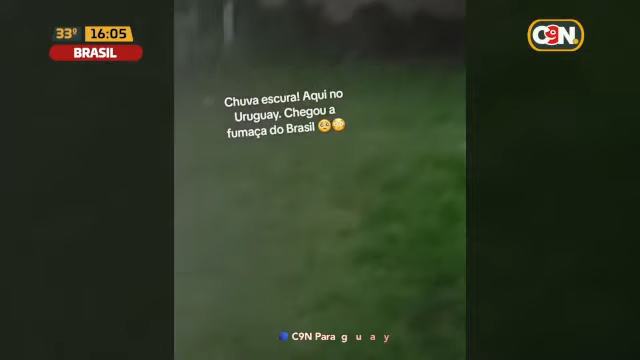 33º 16:05
BRASIL
C9N.
Chuva escura! Aqui no
Uruguay. Chegou a
fumaça do Brasil 🥺😳
C9N Paraguay